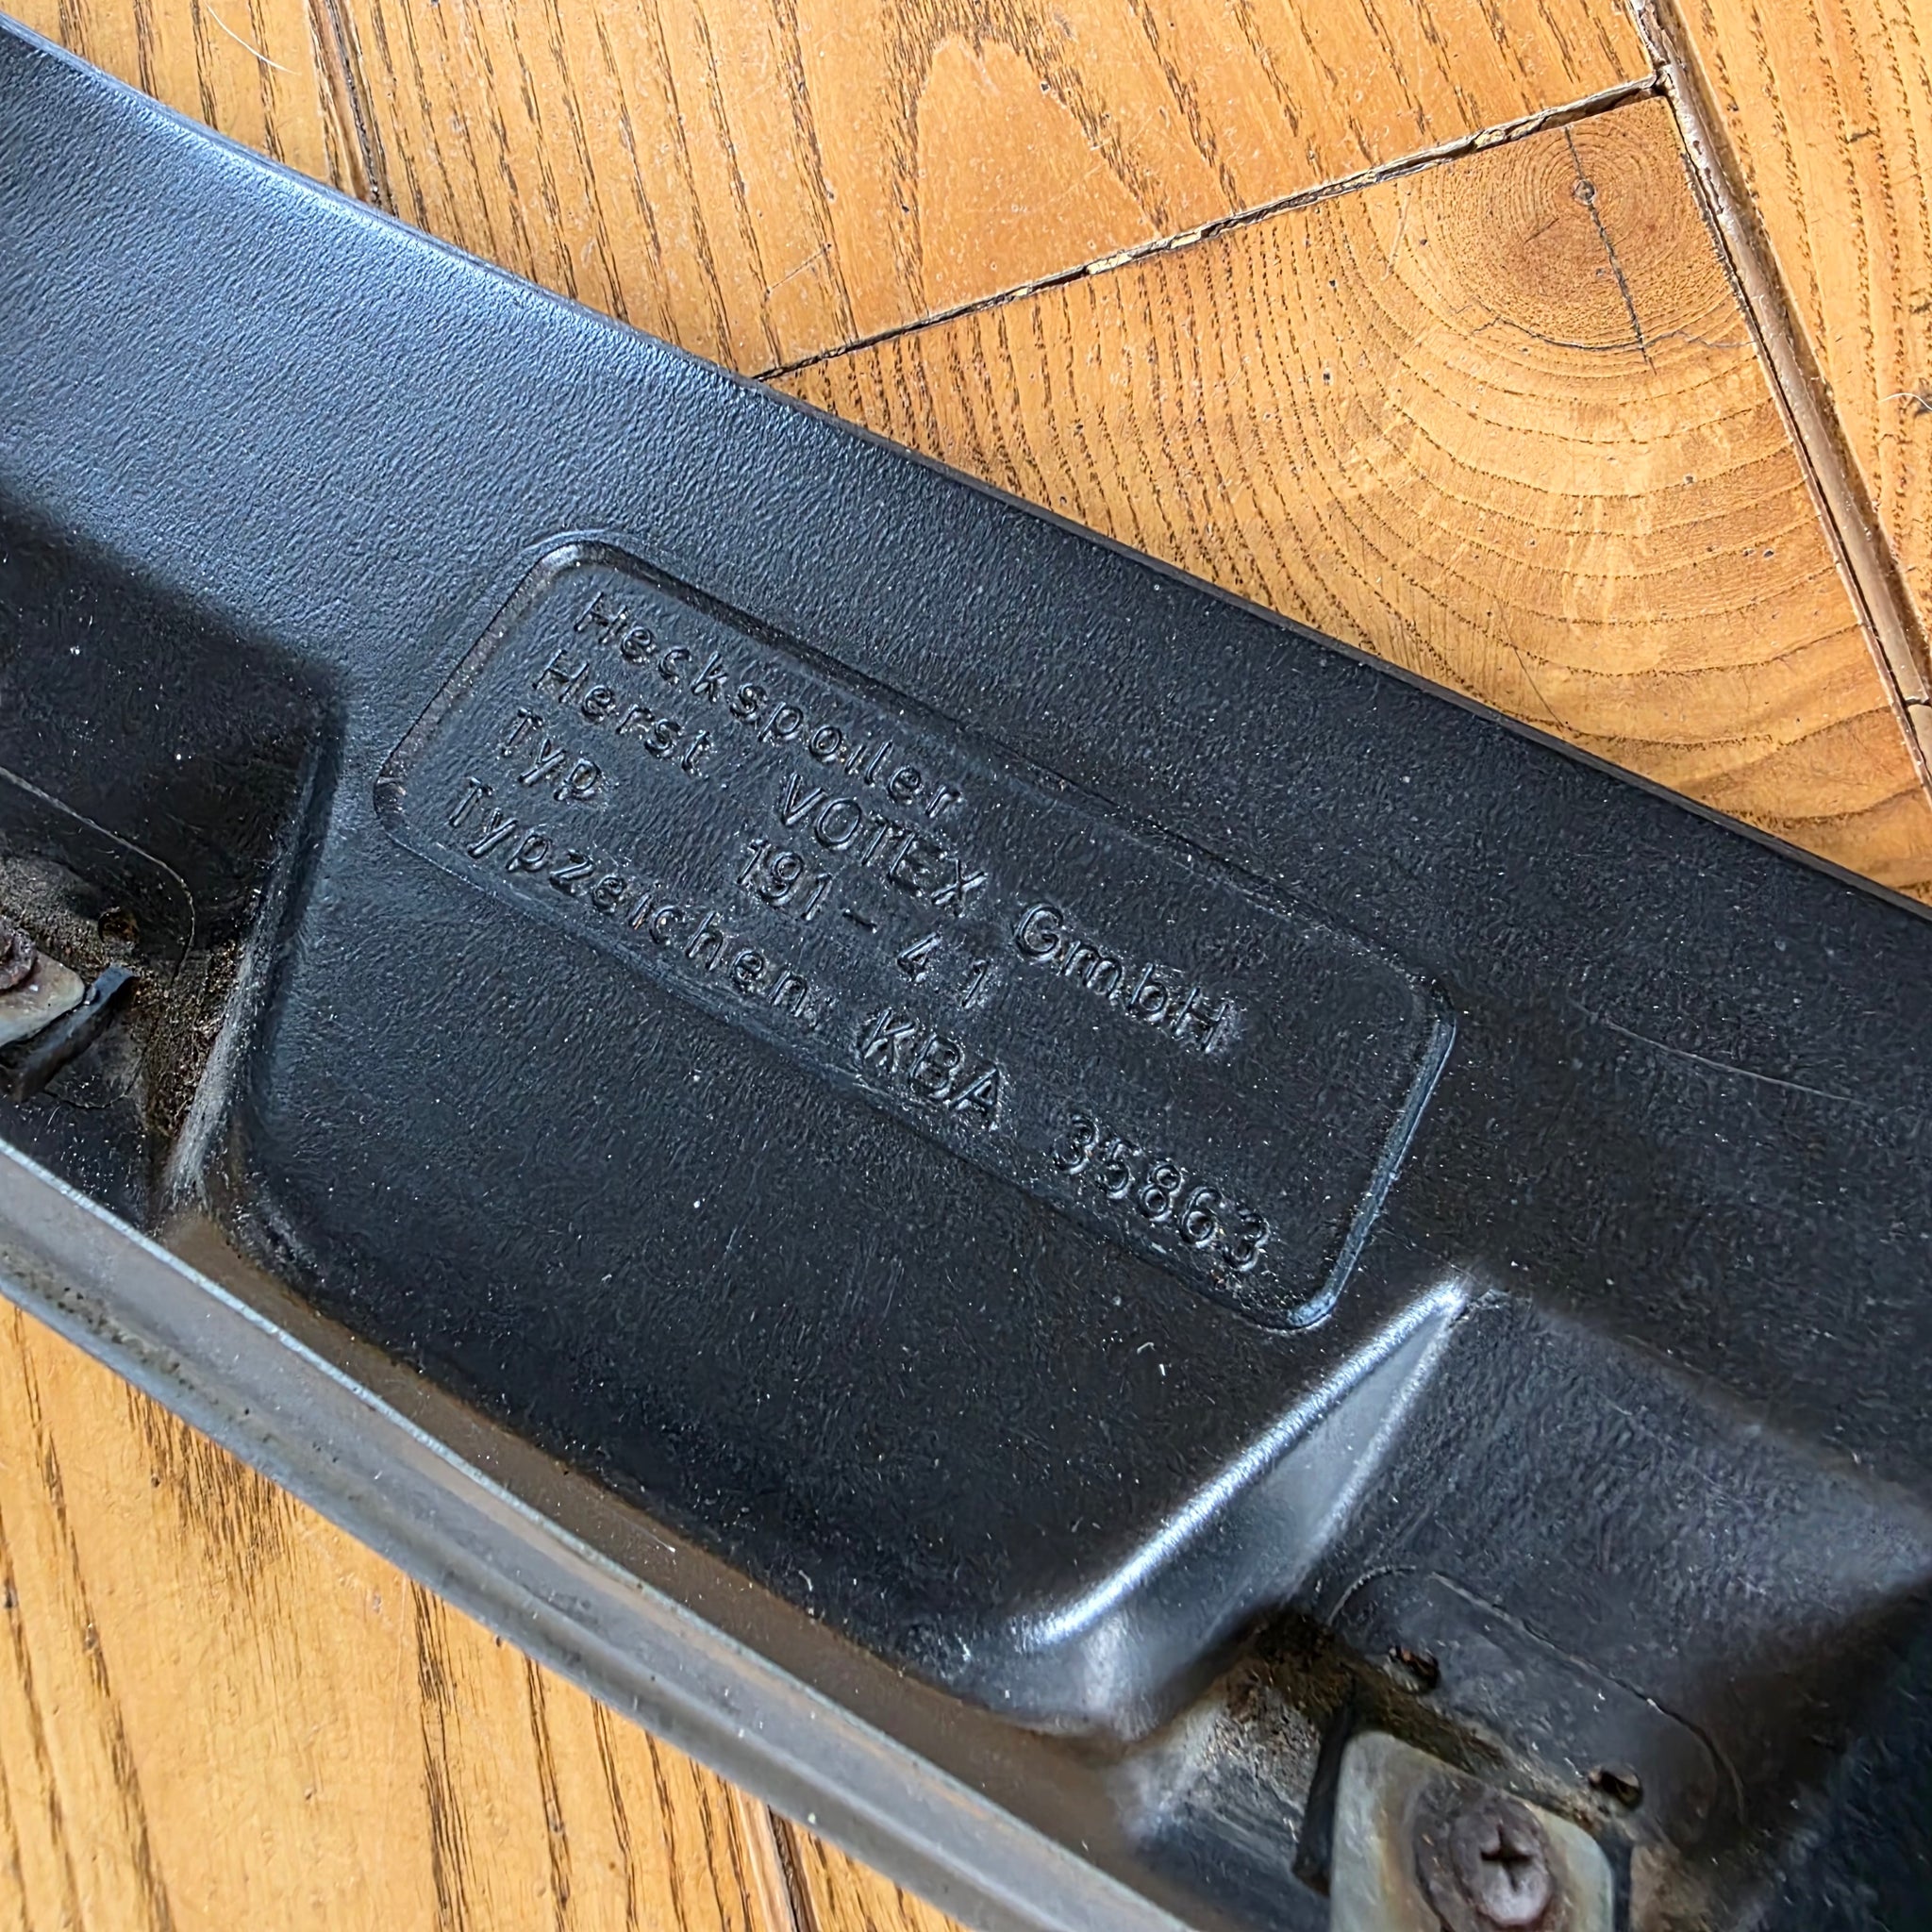 Heckspoiler
Herst VOTEX GmbH
Typ 191-41
Typzeichen: KBA 35863